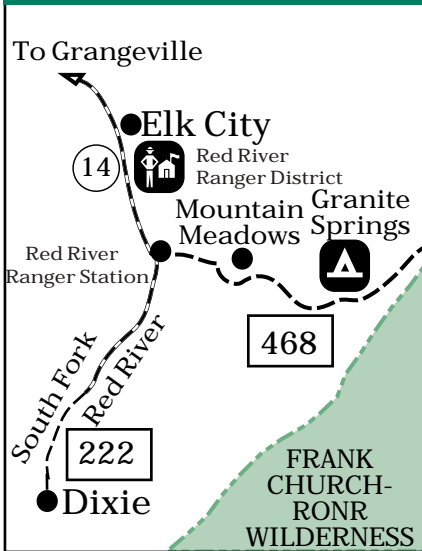 To Grangeville
Elk City
14
Red River
Ranger District
Mountain
Meadows
Granite
Springs
Red River
Ranger Station
468
South Fork
Red River
222
Dixie
FRANK
CHURCH-
RONR
WILDERNESS